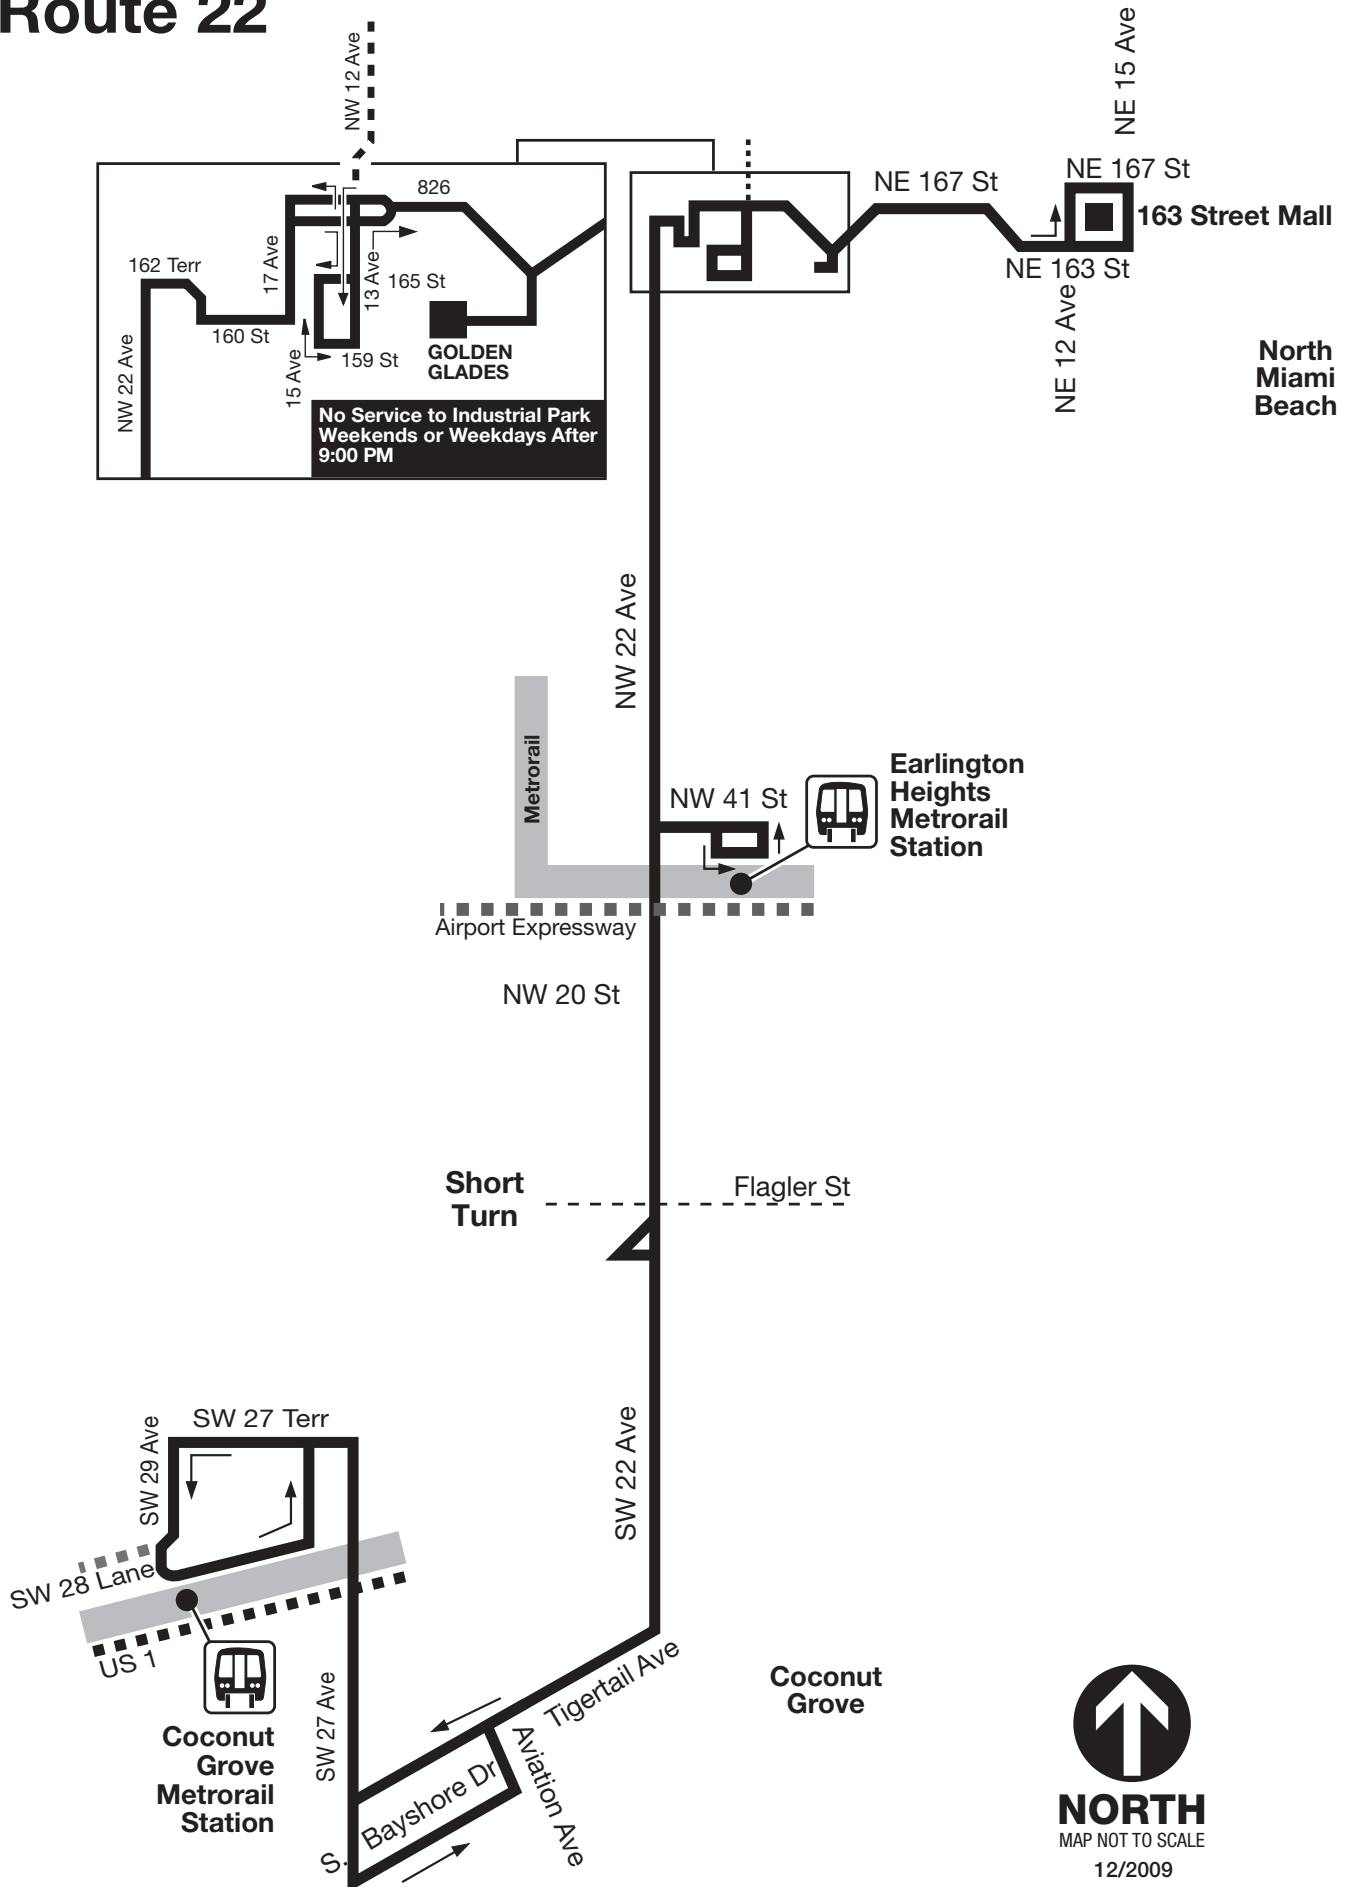 Route 22
NW 12 Ave
NE 15 Ave
826
17 Ave
162 Terr
13 Ave
165 St
160 St
NW 22 Ave
15 Ave
159 St
GOLDEN
GLADES
No Service to Industrial Park
Weekends or Weekdays After
9:00 PM
NE 167 St
NE 167 St
163 Street Mall
NE 163 St
NE 12 Ave
North
Miami
Beach
NW 22 Ave
Metrorail
NW 41 St
Earlington
Heights
Metrorail
Station
Airport Expressway
NW 20 St
Short
Turn
Flagler St
SW 22 Ave
SW 27 Terr
SW 29 Ave
SW 28 Lane
US 1
Coconut
Grove
Metrorail
Station
SW 27 Ave
Tigertail Ave
Aviation Ave
S. Bayshore Dr
Coconut
Grove
NORTH
MAP NOT TO SCALE
12/2009